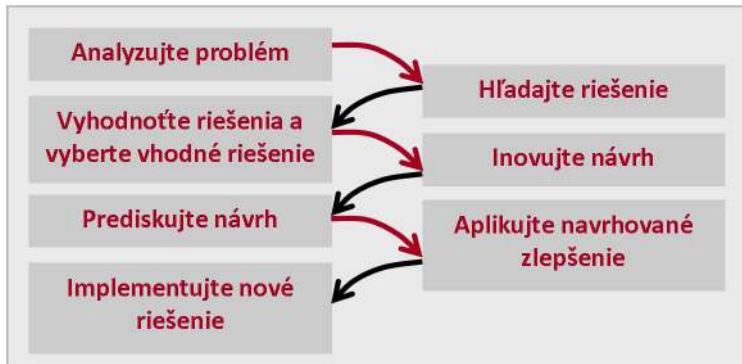 Analyzujte problém
Hľadajte riešenie
Vyhodnoťte riešenia a
vyberte vhodné riešenie
Inovujte návrh
Prediskujte návrh
Aplikujte navrhované
zlepšenie
Implementujte nové
riešenie